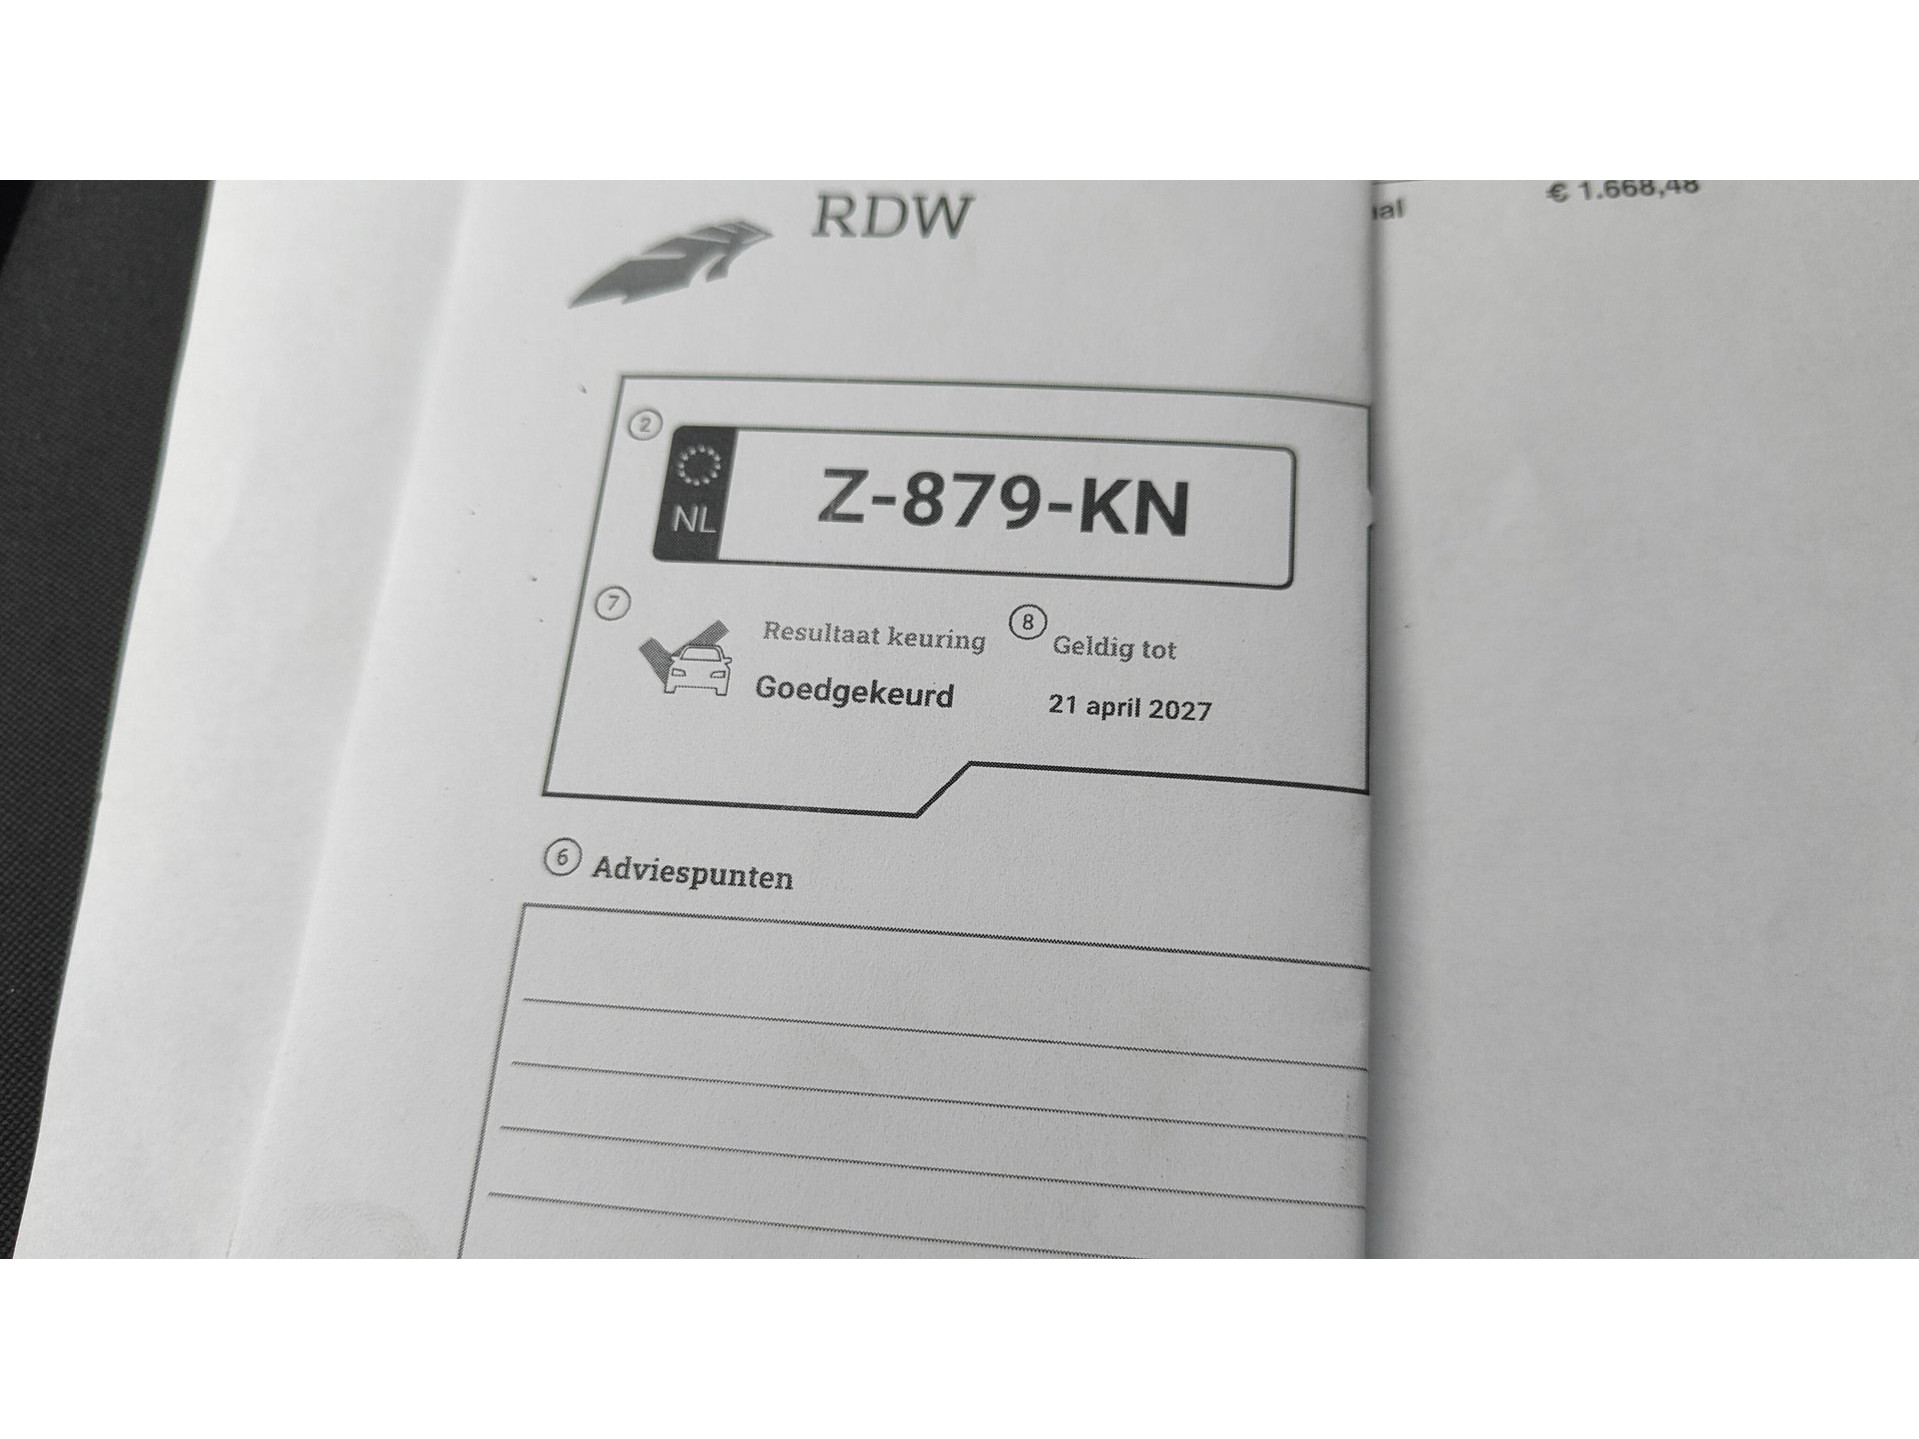 RDW
al
€ 1.668,48
2
NL
Z-879-KN
7
Resultaat keuring
8
Geldig tot
Goedgekeurd
21 april 2027
6 Adviespunten